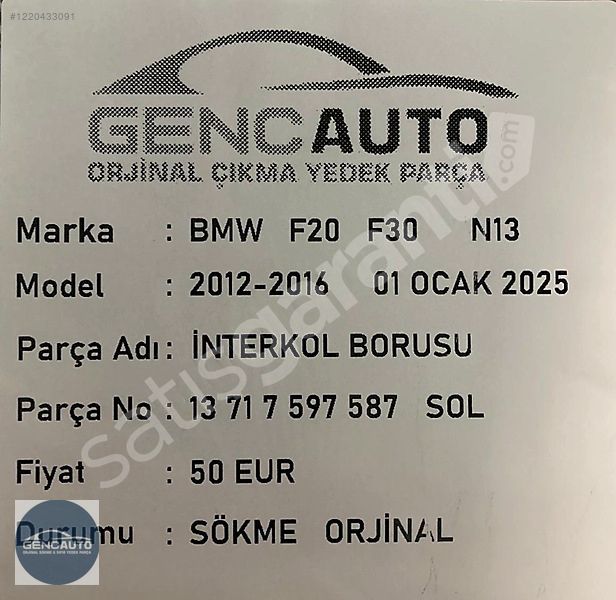 #1220433091
GENCAUTO
ORJİNAL ÇIKMA YEDEK PARÇA
satısgaranti.com
Marka : BMW F20 F30 N13
Model : 2012-2016 01 OCAK 2025
Parça Adı : İNTERKOL BORUSU
Parça No : 13 71 7 597 587 SOL
Fiyat : 50 EUR
Durumu : SÖKME ORJİNAL
GENCAUTO